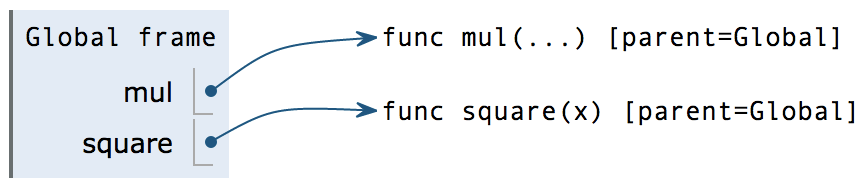 Global frame
func mul(...) [parent=Global]
mul
func square(x) [parent=Global]
square